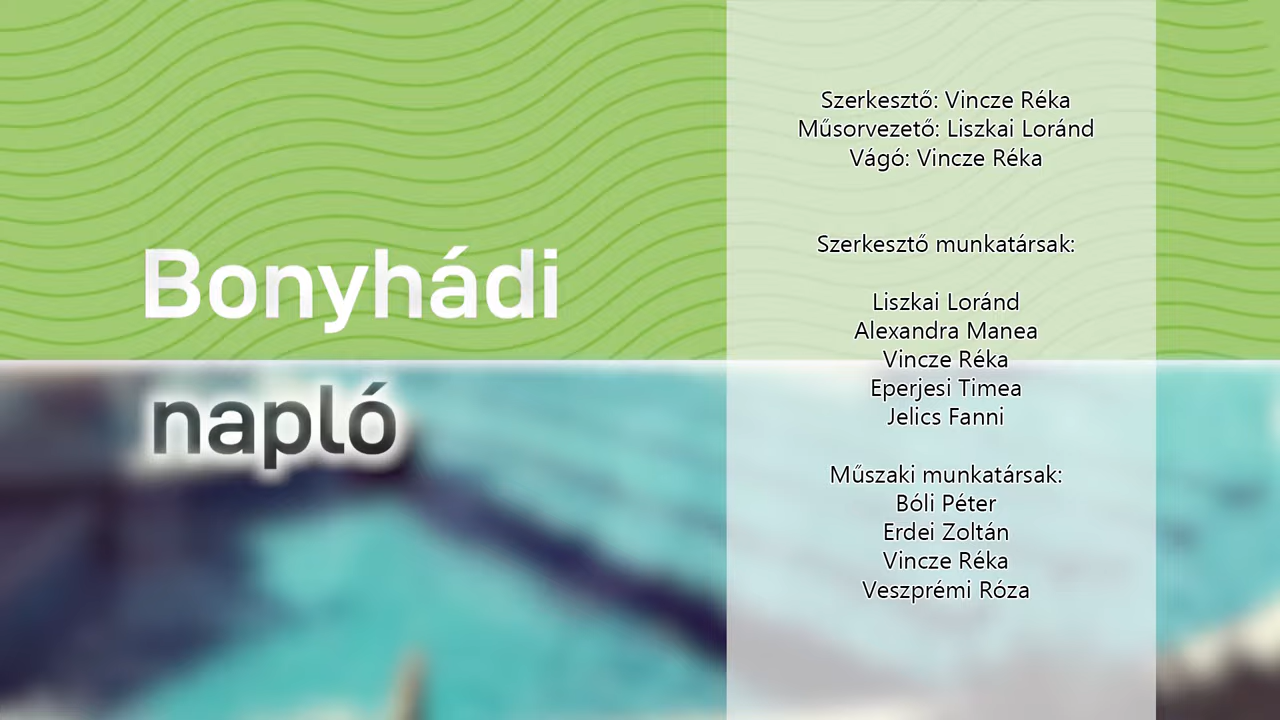 Bonyhádi
napló
Szerkesztő: Vincze Réka
Műsorvezető: Liszkai Loránd
Vágó: Vincze Réka
Szerkesztő munkatársak:
Liszkai Loránd
Alexandra Manea
Vincze Réka
Eperjesi Timea
Jelics Fanni
Műszaki munkatársak:
Bóli Péter
Erdei Zoltán
Vincze Réka
Veszprémi Róza